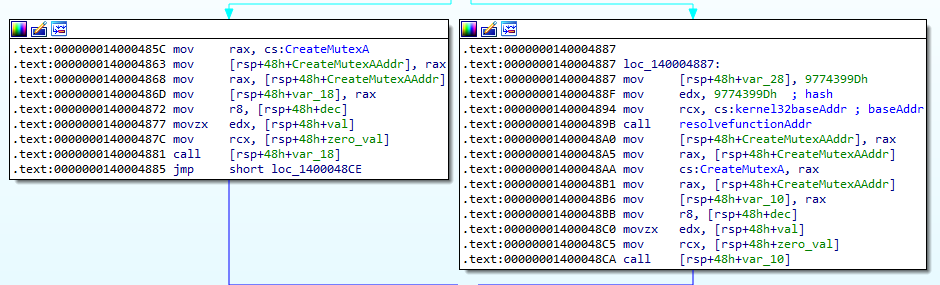 .text:000000014000485C mov rax, cs:CreateMutexA
.text:0000000140004863 mov [rsp+48h+CreateMutexAAddr], rax
.text:0000000140004868 mov rax, [rsp+48h+CreateMutexAAddr]
.text:000000014000486D mov [rsp+48h+var_18], rax
.text:0000000140004872 mov r8, [rsp+48h+dec]
.text:0000000140004877 movzx edx, [rsp+48h+val]
.text:000000014000487C mov rcx, [rsp+48h+zero_val]
.text:0000000140004881 call [rsp+48h+var_18]
.text:0000000140004885 jmp short loc_1400048CE
.text:0000000140004887
.text:0000000140004887 loc_140004887:
.text:0000000140004887 mov [rsp+48h+var_28], 9774399Dh
.text:000000014000488F mov edx, 9774399Dh ; hash
.text:0000000140004894 mov rcx, cs:kernel32baseAddr ; baseAddr
.text:000000014000489B call resolvefunctionAddr
.text:00000001400048A0 mov [rsp+48h+CreateMutexAAddr], rax
.text:00000001400048A5 mov rax, [rsp+48h+CreateMutexAAddr]
.text:00000001400048AA mov cs:CreateMutexA, rax
.text:00000001400048B1 mov rax, [rsp+48h+CreateMutexAAddr]
.text:00000001400048B6 mov [rsp+48h+var_10], rax
.text:00000001400048BB mov r8, [rsp+48h+dec]
.text:00000001400048C0 movzx edx, [rsp+48h+val]
.text:00000001400048C5 mov rcx, [rsp+48h+zero_val]
.text:00000001400048CA call [rsp+48h+var_10]